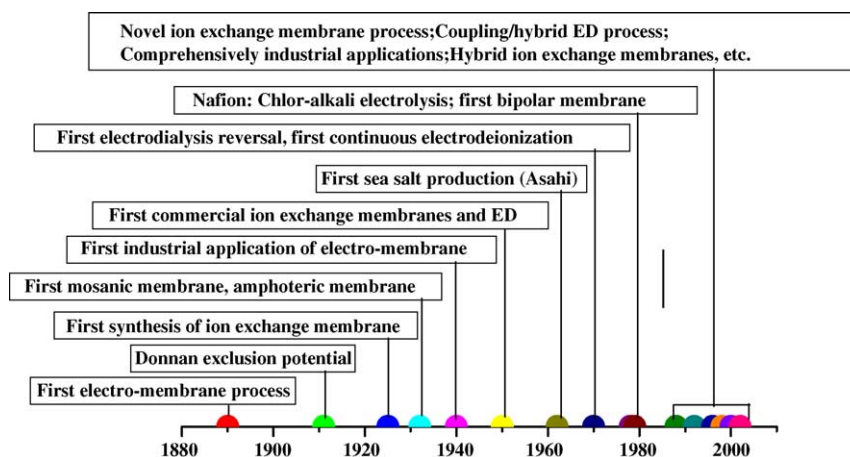 Novel ion exchange membrane process;Coupling/hybrid ED process;
Comprehensively industrial applications;Hybrid ion exchange membranes, etc.
Nafion: Chlor-alkali electrolysis; first bipolar membrane
First electrodialysis reversal, first continuous electrodeionization
First sea salt production (Asahi)
First commercial ion exchange membranes and ED
First industrial application of electro-membrane
First mosanic membrane, amphoteric membrane
First synthesis of ion exchange membrane
Donnan exclusion potential
First electro-membrane process
1880 1900 1920 1940 1960 1980 2000